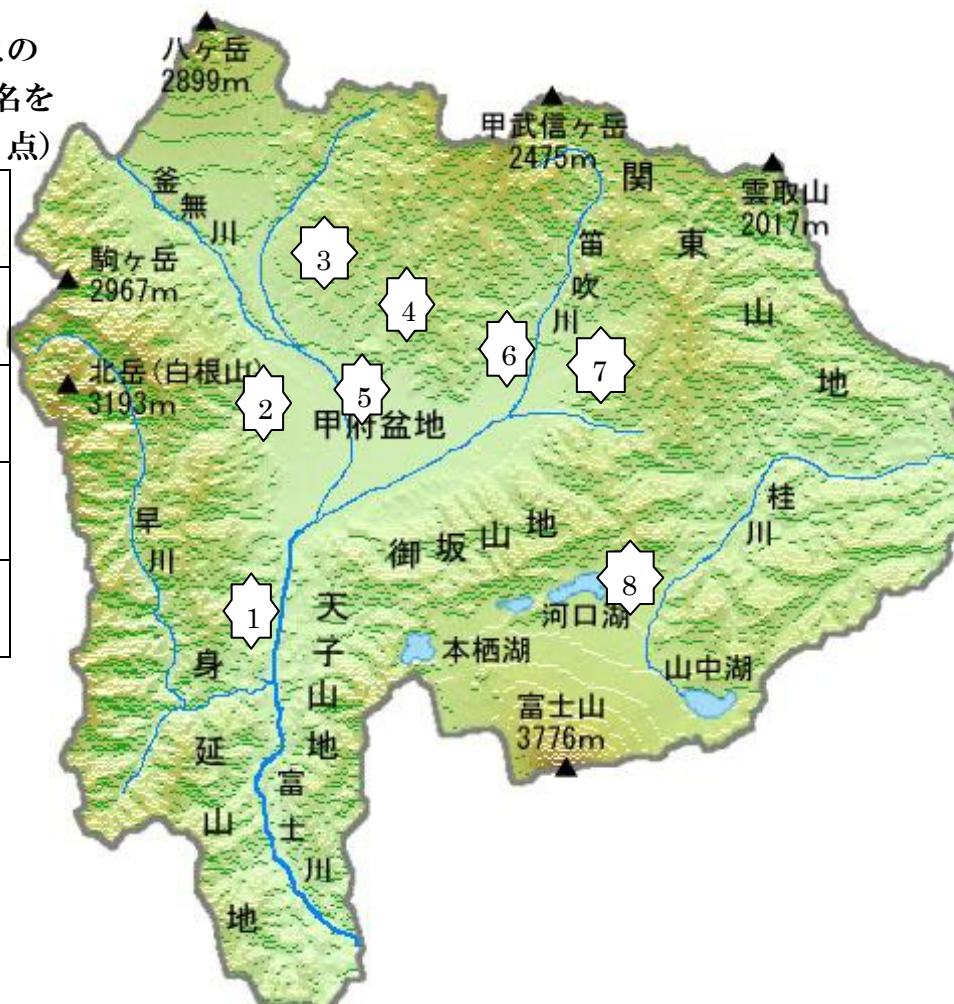 の
名を
点)
八ヶ岳
2899m
甲武信ヶ岳
2475m
雲取山
2017m
関東山地
釜無川
笛吹川
駒ヶ岳
2967m
北岳(白根山)
3193m
3
4
6
7
5
2
甲府盆地
早川
桂川
御坂山地
8
1
河口湖
天子山地
本栖湖
山中湖
身延山地
富士山
3776m
富士川